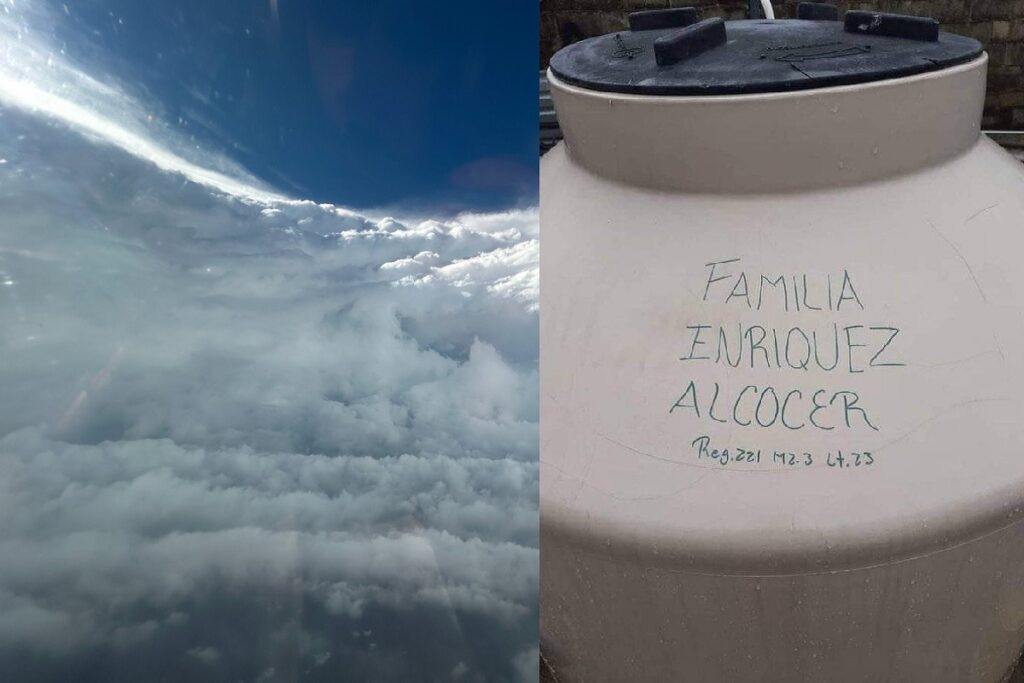 FAMILIA
ENRIQUEZ
ALCOCER
Reg.221 Mz.3 Lt.23